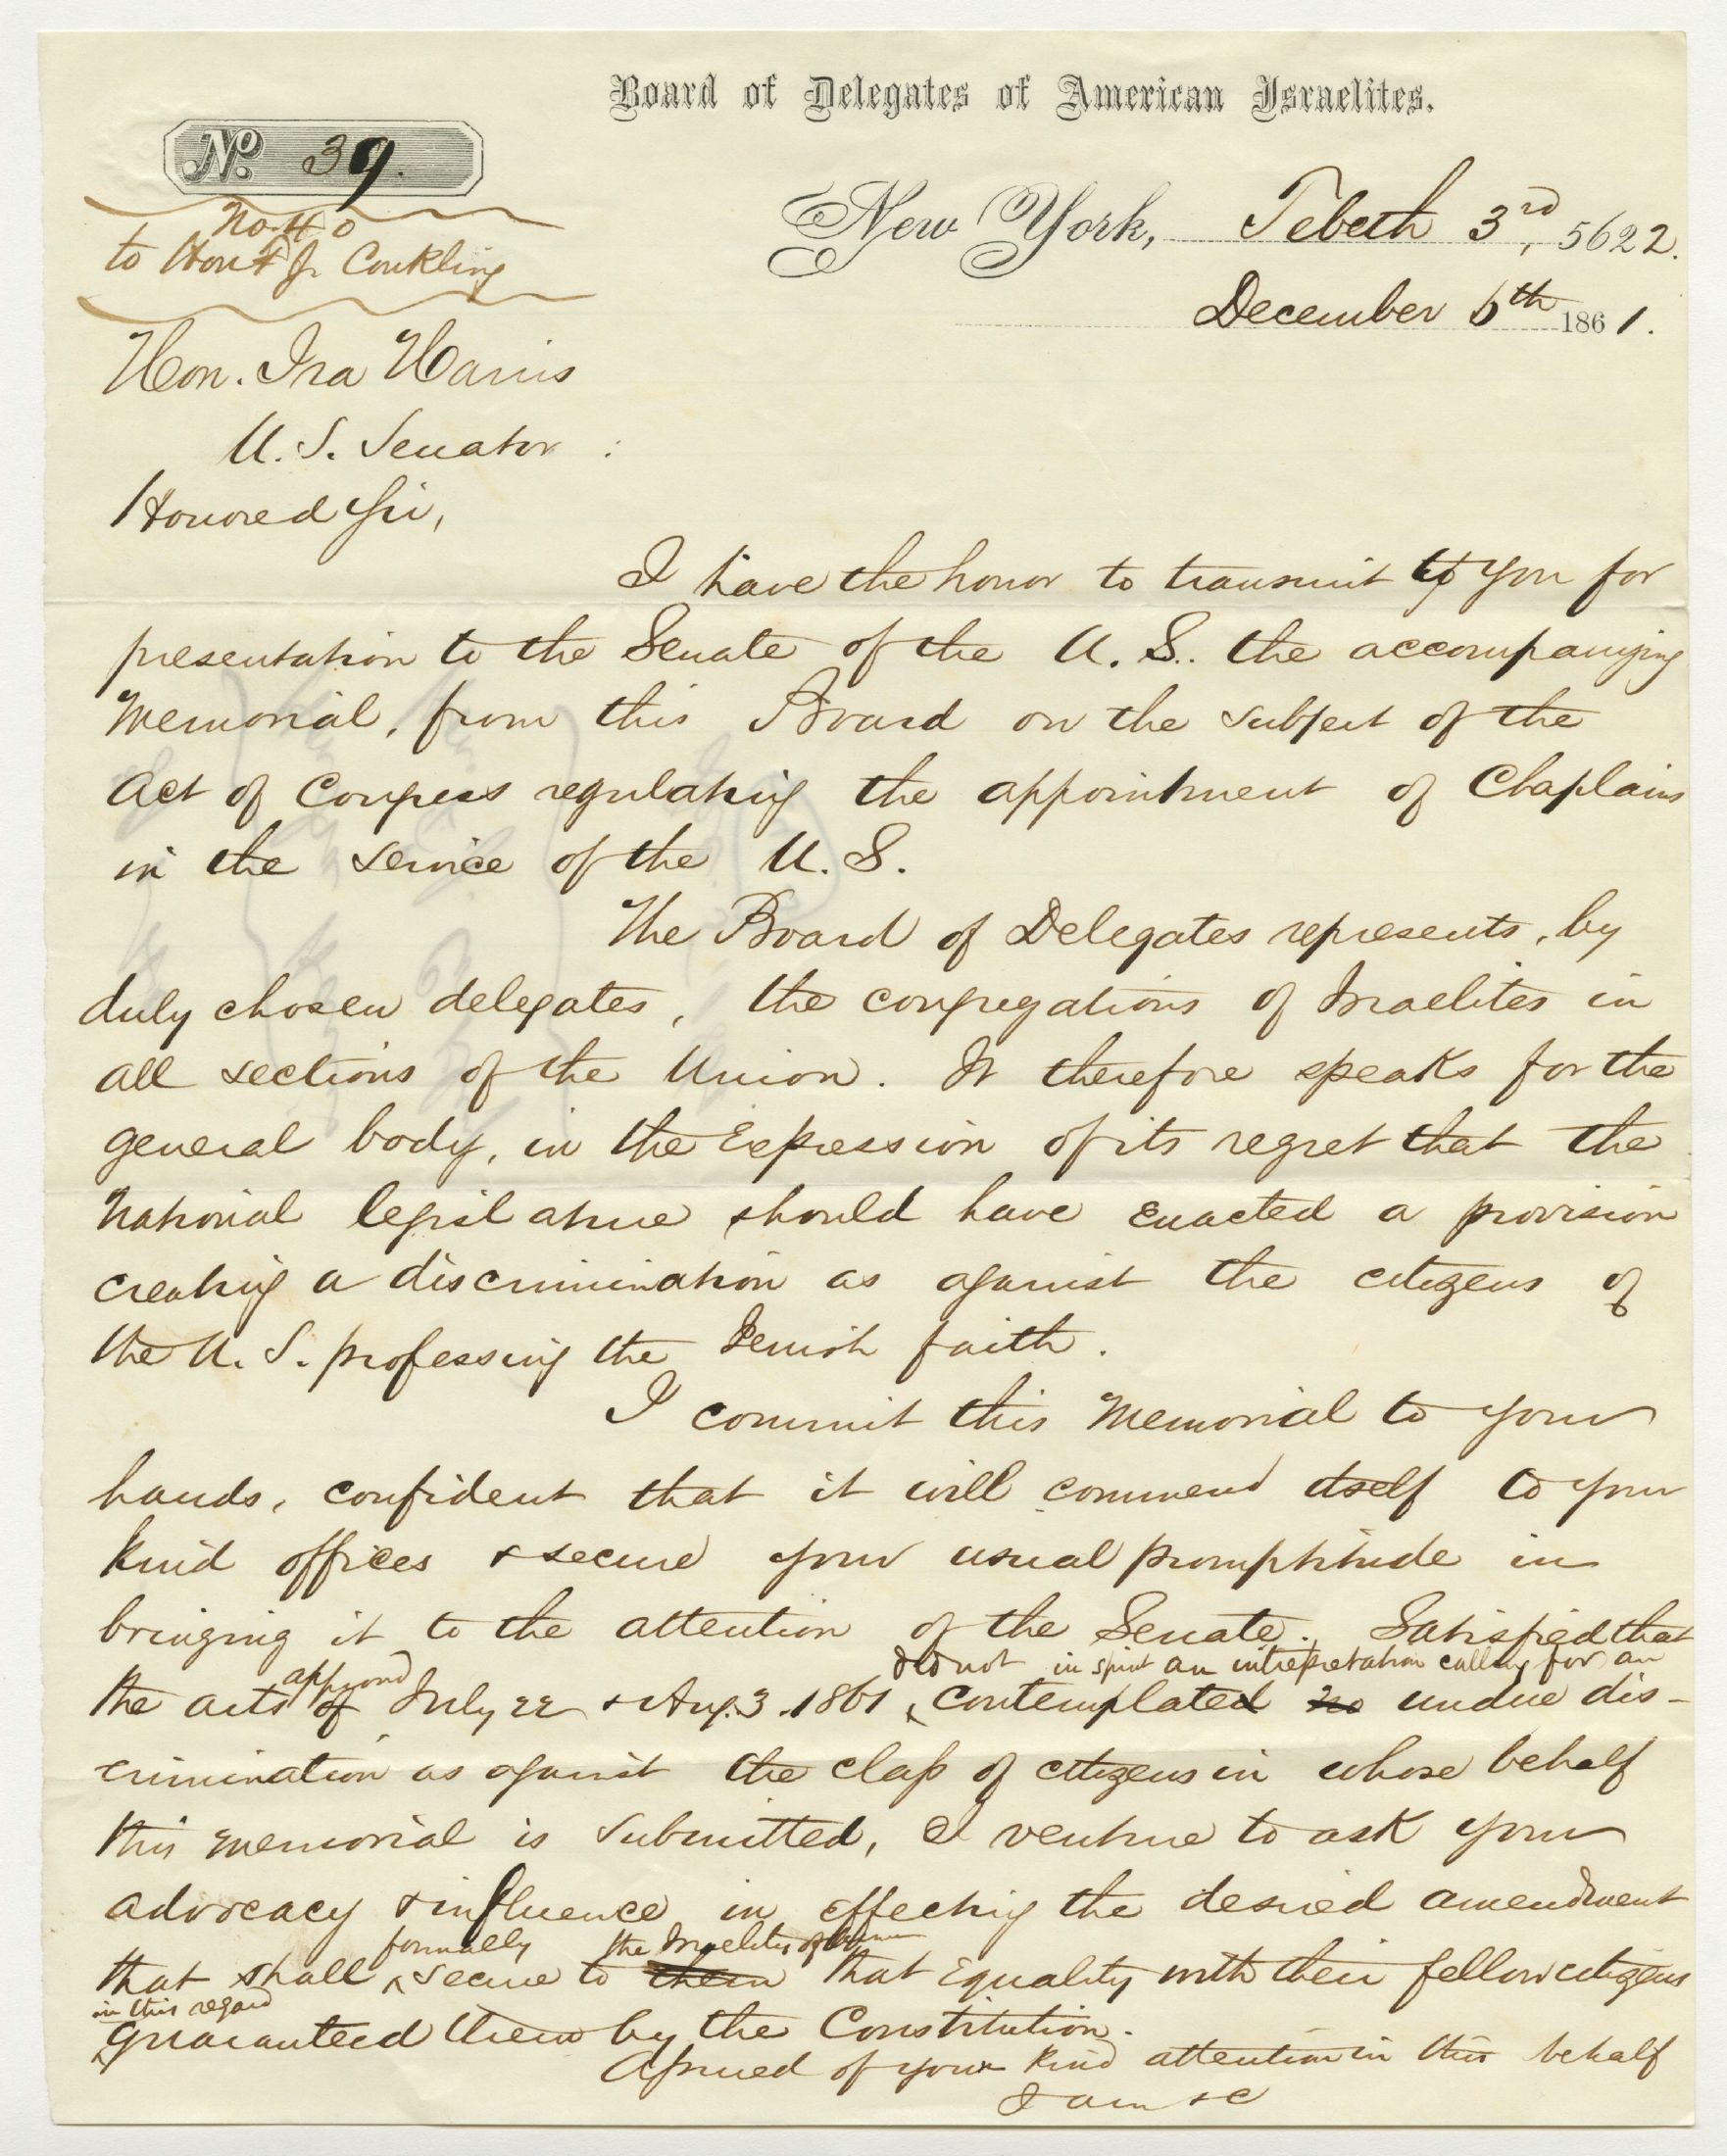 Board of Delegates of American Israelites.
No. 39.
No. 40
to Hon F. A. Conkling
New York, Tebeth 3rd, 5622.
December 6th 1861.
Hon. Ira Harris
U. S. Senator :
Honored Sir,
I have the honor to transmit to you for
presentation to the Senate of the U. S. the accompanying
Memorial, from this Board on the subject of the
Act of Congress regulating the appointment of Chaplains
in the service of the U. S.
The Board of Delegates represents, by
duly chosen delegates, the congregations of Israelites in
all sections of the Union. It therefore speaks for the
general body, in the expression of its regret that the
National legislature should have enacted a provision
creating a discrimination as against the citizens of
the U. S. professing the Jewish faith.
I commit this Memorial to your
hands, confident that it will commend itself to your
kind offices & secure your usual promptitude in
bringing it to the attention of the Senate. Satisfied that
approved did not in spirit an interpretation calling for an
the acts of July 22 & Aug. 3. 1861, contemplated no undue dis-
crimination as against the class of citizens in whose behalf
this memorial is submitted, I venture to ask your
advocacy & influence in effecting the desired amendment
formally the Israelites of the
that shall secure to them that equality with their fellow citizens
in this regard
guaranteed them by the Constitution.
Assured of your kind attention in this behalf
I am &c